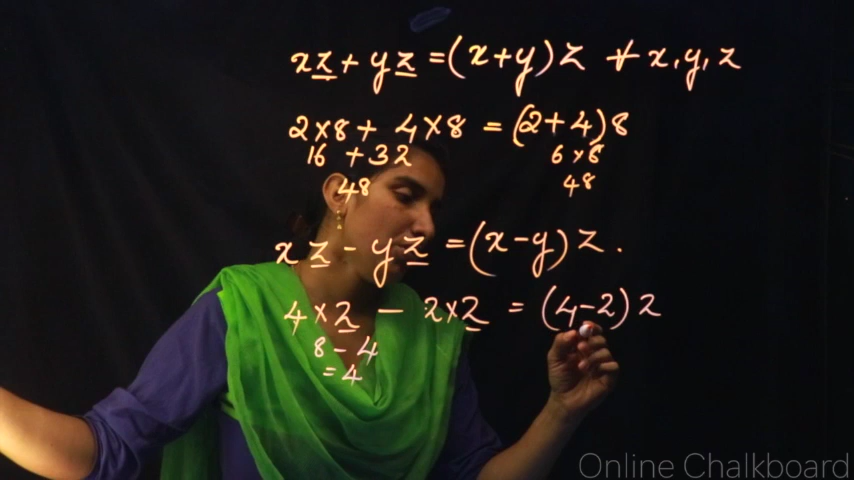 xz + yz = (x+y)z ∀ x, y, z
2×8 + 4×8 = (2+4)8
16 + 32 6×8
48 48
xz - yz = (x-y)z.
4×2 - 2×2 = (4-2)2
8 - 4
= 4
Online Chalkboard